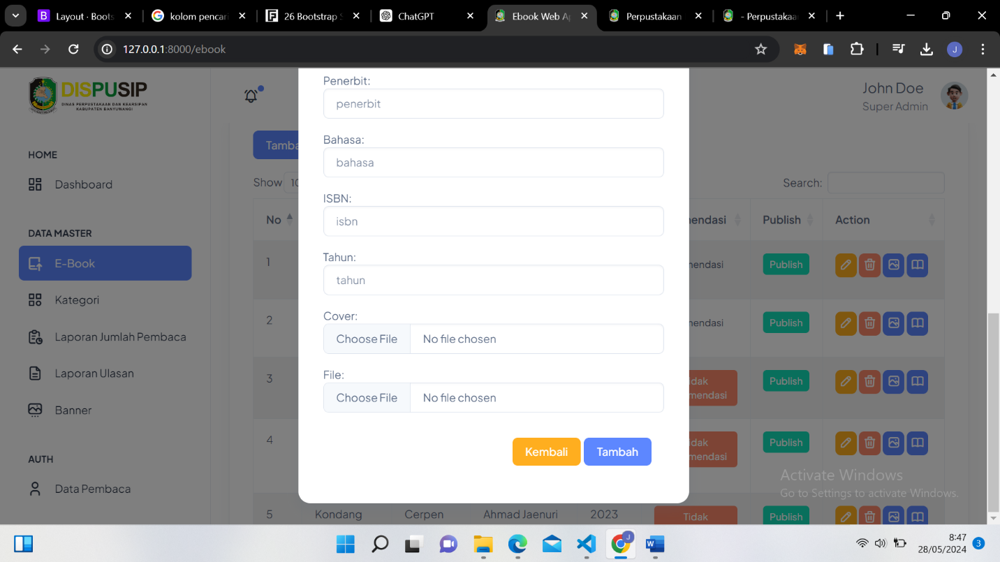 Layout · Boots
kolom pencari
26 Bootstrap S
ChatGPT
Ebook Web Ap
Perpustakaan
- Perpustakaa
127.0.0.1:8000/ebook
DISPUSIP
DINAS PERPUSTAKAAN DAN KEARSIPAN
KABUPATEN BANYUWANGI
John Doe
Super Admin
HOME
Dashboard
DATA MASTER
E-Book
Kategori
Laporan Jumlah Pembaca
Laporan Ulasan
Banner
AUTH
Data Pembaca
Penerbit:
penerbit
Bahasa:
bahasa
ISBN:
isbn
Tahun:
tahun
Cover:
Choose File No file chosen
File:
Choose File No file chosen
Kembali Tambah
Tamba
Show 10
Search:
No endasi Publish Action
1 nendasi Publish
2 nendasi Publish
3 idak
mendasi Publish
4 idak
mendasi Publish
5 Kondang Cerpen Ahmad Jaenuri 2023 Tidak Publish
Activate Windows
Go to Settings to activate Windows.
8:47
28/05/2024
3